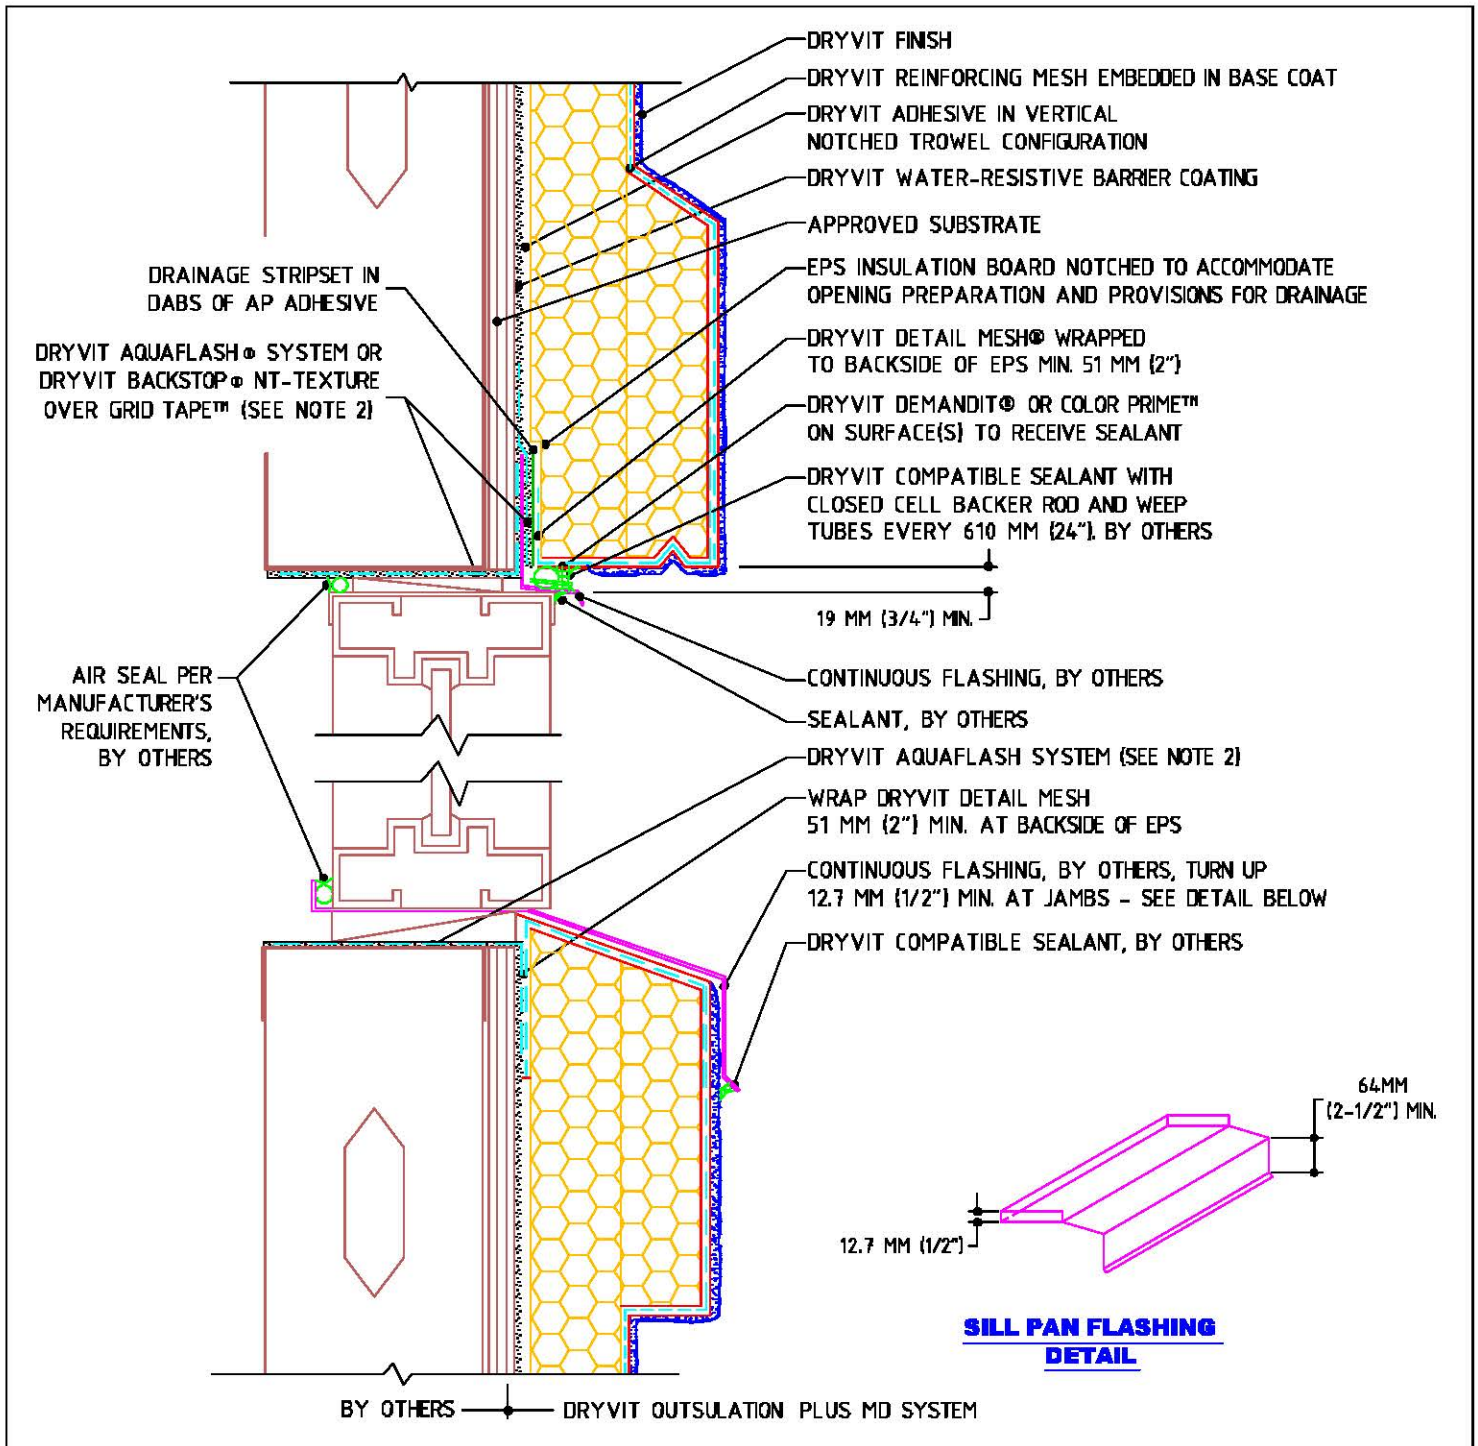 DRYVIT FINISH
DRYVIT REINFORCING MESH EMBEDDED IN BASE COAT
DRYVIT ADHESIVE IN VERTICAL
NOTCHED TROWEL CONFIGURATION
DRYVIT WATER-RESISTIVE BARRIER COATING
APPROVED SUBSTRATE
EPS INSULATION BOARD NOTCHED TO ACCOMMODATE
OPENING PREPARATION AND PROVISIONS FOR DRAINAGE
DRAINAGE STRIPSET IN
DABS OF AP ADHESIVE
DRYVIT AQUAFLASH® SYSTEM OR
DRYVIT BACKSTOP® NT-TEXTURE
OVER GRID TAPE™ (SEE NOTE 2)
DRYVIT DETAIL MESH® WRAPPED
TO BACKSIDE OF EPS MIN. 51 MM (2")
DRYVIT DEMANDIT® OR COLOR PRIME™
ON SURFACE(S) TO RECEIVE SEALANT
DRYVIT COMPATIBLE SEALANT WITH
CLOSED CELL BACKER ROD AND WEEP
TUBES EVERY 610 MM (24"). BY OTHERS
19 MM (3/4") MIN.
AIR SEAL PER
MANUFACTURER'S
REQUIREMENTS,
BY OTHERS
CONTINUOUS FLASHING, BY OTHERS
SEALANT, BY OTHERS
DRYVIT AQUAFLASH SYSTEM (SEE NOTE 2)
WRAP DRYVIT DETAIL MESH
51 MM (2") MIN. AT BACKSIDE OF EPS
CONTINUOUS FLASHING, BY OTHERS, TURN UP
12.7 MM (1/2") MIN. AT JAMBS - SEE DETAIL BELOW
DRYVIT COMPATIBLE SEALANT, BY OTHERS
64MM
(2-1/2") MIN.
12.7 MM (1/2")
SILL PAN FLASHING
DETAIL
BY OTHERS
DRYVIT OUTSULATION PLUS MD SYSTEM